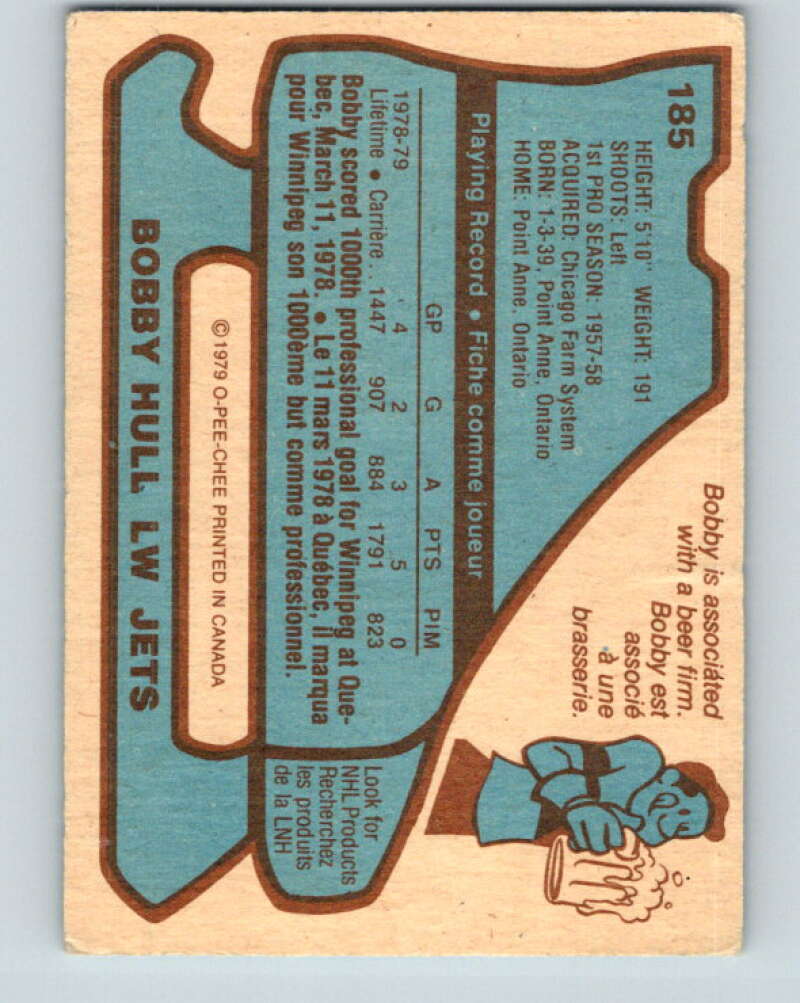 185
HEIGHT: 5'10" WEIGHT: 191
SHOOTS: Left
1st PRO SEASON: 1957-58
ACQUIRED: Chicago Farm System
BORN: 1-3-39, Point Anne, Ontario
HOME: Point Anne, Ontario
Bobby is associated
with a beer firm.
Bobby est
associé
à une
brasserie.
Playing Record • Fiche comme joueur
GP G A PTS PIM
1978-79 4 2 3 5 0
Lifetime • Carrière .. 1447 907 884 1791 823
Bobby scored 1000th professional goal for Winnipeg at Que-
bec, March 11, 1978. • Le 11 mars 1978 à Québec, il marqua
pour Winnipeg son 1000ème but comme professionnel.
Look for
NHL Products
Recherchez
les produits
de la LNH
©1979 O-PEE-CHEE PRINTED IN CANADA
BOBBY HULL LW JETS